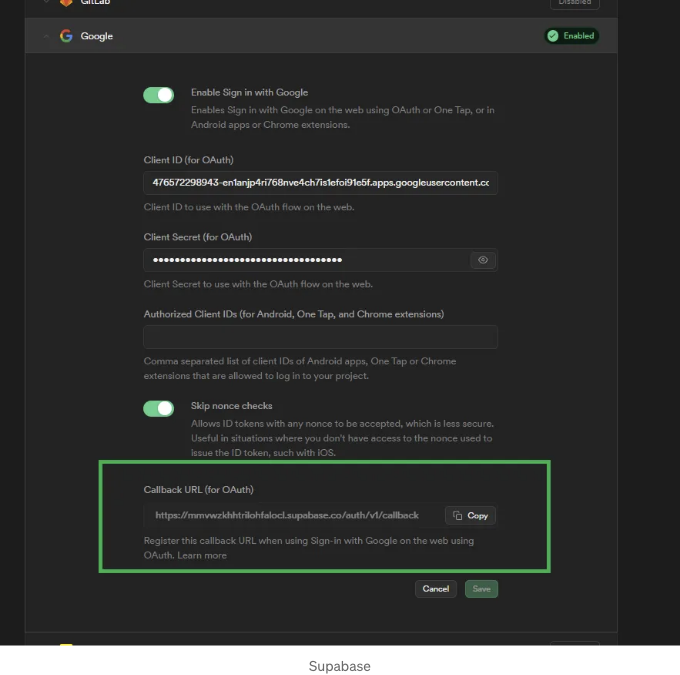 GitLab
Disabled
Google
Enabled
Enable Sign in with Google
Enables Sign in with Google on the web using OAuth or One Tap, or in
Android apps or Chrome extensions.
Client ID (for OAuth)
476572298943-en1anjp4ri768nve4ch7is1efoi91e5f.apps.googleusercontent.cc
Client ID to use with the OAuth flow on the web.
Client Secret (for OAuth)
•••••••••••••••••••••••••••••••••••
Client Secret to use with the OAuth flow on the web.
Authorized Client IDs (for Android, One Tap, and Chrome extensions)
Comma separated list of client IDs of Android apps, One Tap or Chrome
extensions that are allowed to log in to your project.
Skip nonce checks
Allows ID tokens with any nonce to be accepted, which is less secure.
Useful in situations where you don't have access to the nonce used to
issue the ID token, such with iOS.
Callback URL (for OAuth)
https://mmvwzkhhtrilohfalocl.supabase.co/auth/v1/callback
Copy
Register this callback URL when using Sign-in with Google on the web using
OAuth. Learn more
Cancel
Save
Supabase